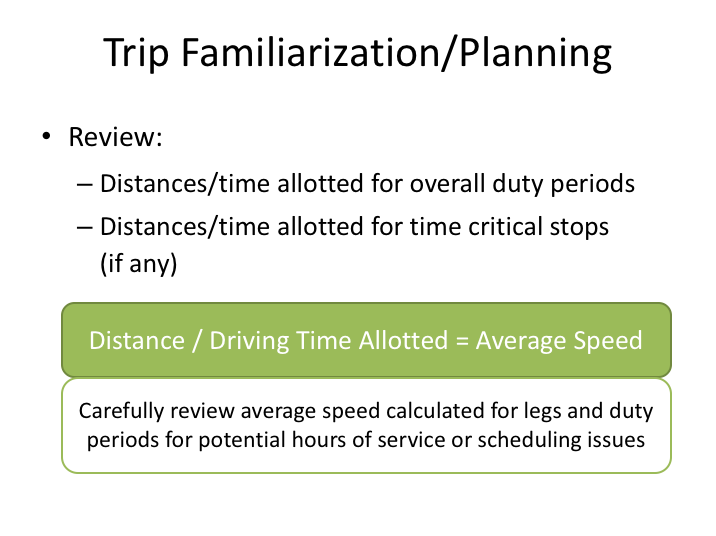 Trip Familiarization/Planning
• Review:
– Distances/time allotted for overall duty periods
– Distances/time allotted for time critical stops
(if any)
Distance / Driving Time Allotted = Average Speed
Carefully review average speed calculated for legs and duty
periods for potential hours of service or scheduling issues